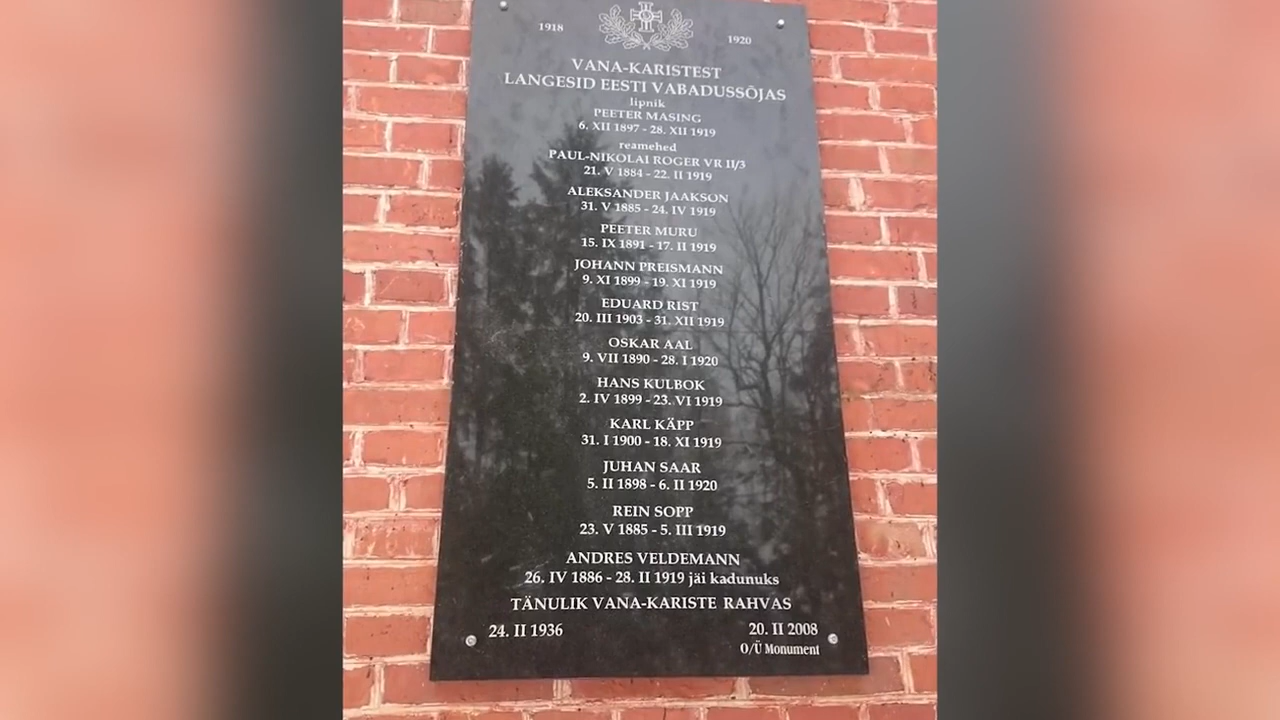 1918 1920
VANA-KARISTEST
LANGESID EESTI VABADUSSÕJAS
lipnik
PEETER MASING
6. XII 1897 - 28. XII 1919
reamehed
PAUL-NIKOLAI ROGER VR II/3
21. V 1884 - 22. II 1919
ALEKSANDER JAAKSON
31. V 1885 - 24. IV 1919
PEETER MURU
15. IX 1891 - 17. II 1919
JOHANN PREISMANN
9. XI 1899 - 19. XI 1919
EDUARD RIST
20. III 1903 - 31. XII 1919
OSKAR AAL
9. VII 1890 - 28. I 1920
HANS KULBOK
2. IV 1899 - 23. VI 1919
KARL KÄPP
31. I 1900 - 18. XI 1919
JUHAN SAAR
5. II 1898 - 6. II 1920
REIN SOPP
23. V 1885 - 5. III 1919
ANDRES VELDEMANN
26. IV 1886 - 28. II 1919 jäi kadunuks
TÄNULIK VANA-KARISTE RAHVAS
24. II 1936 20. II 2008
O/Ü Monument